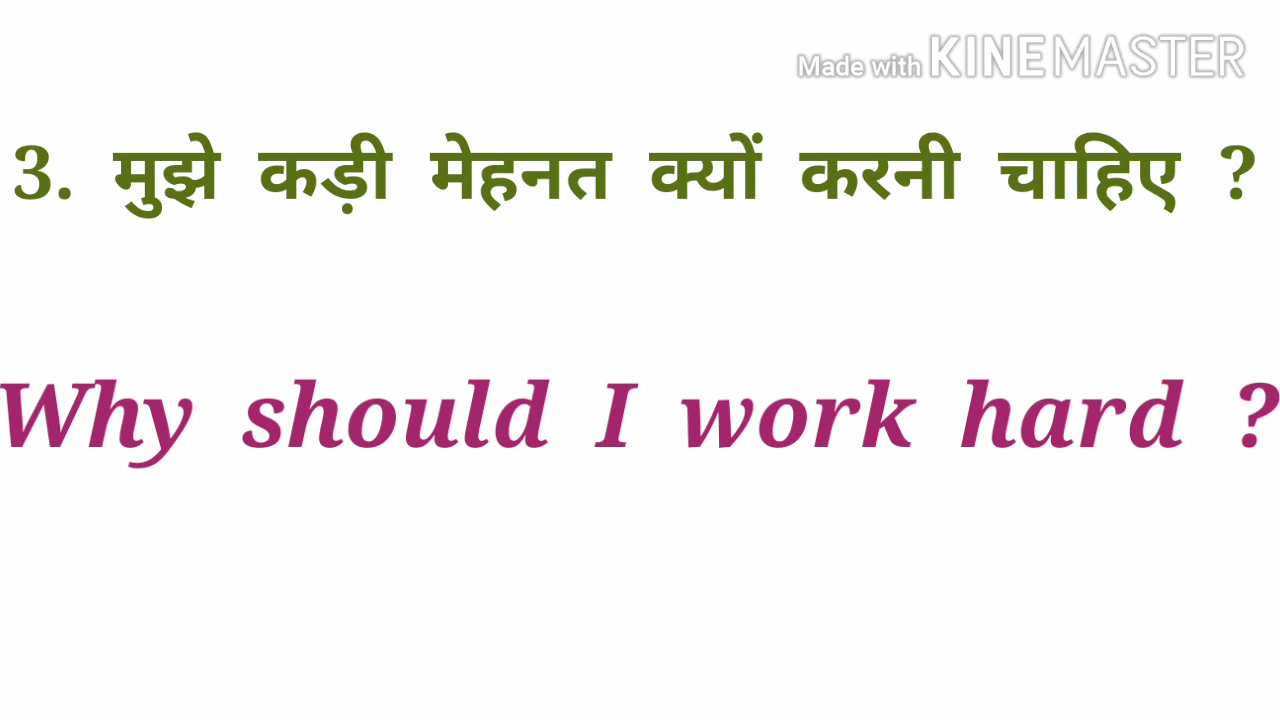 Made with KINEMASTER
3. मुझे कड़ी मेहनत क्यों करनी चाहिए ?
Why should I work hard ?